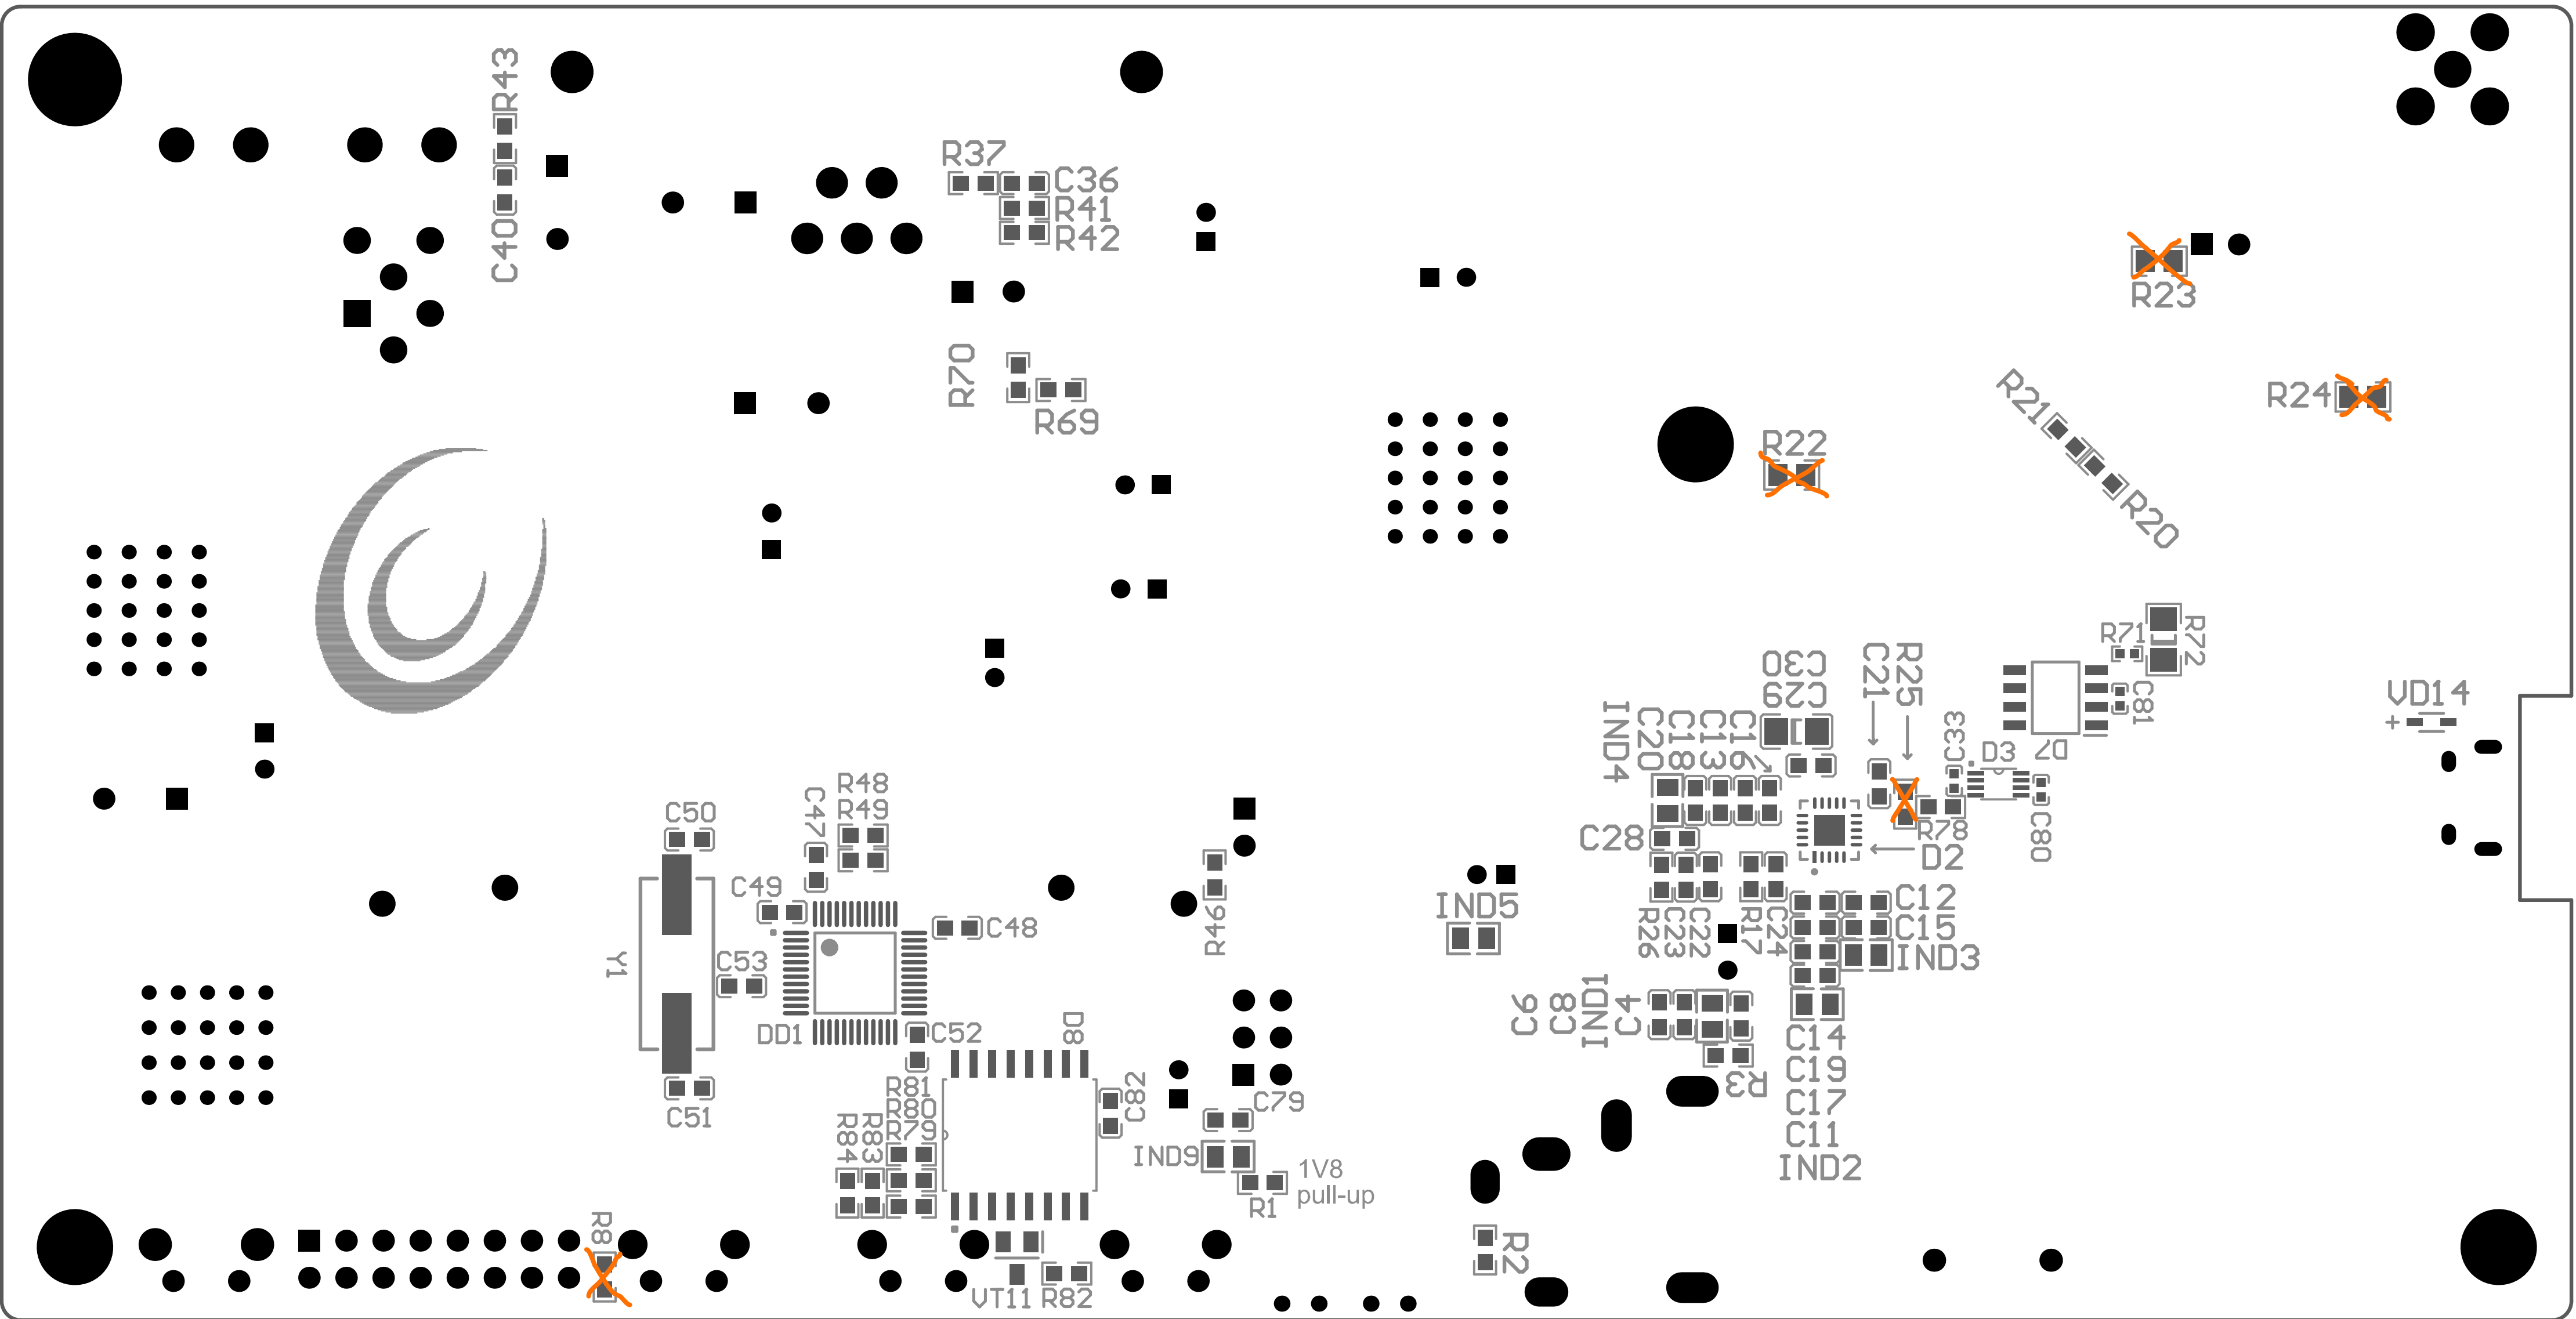 R43
C40
R37
C36
R41
R42
R70
R69
R23
R24
R22
R21
R20
R71
R72
C81
VD14
+
C30
C29
C21
R25
IND4
C20
C18
C13
C16
C33
D3
D7
C80
R78
D2
C28
R48
R49
C47
C50
C49
C48
R46
IND5
R26
C23
C22
R17
C24
C12
C15
IND3
Y1
C53
DD1
C52
D8
C6
C8
IND1
C4
R3
C14
C19
C17
C11
IND2
C51
R81
R80
R79
R84
R83
C82
C79
IND9
1V8
pull-up
R1
R8
R2
VT11
R82